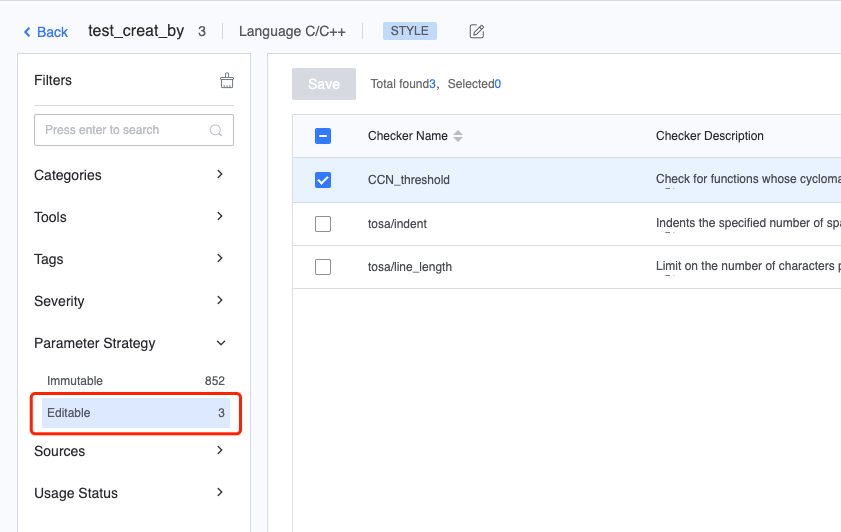 Back test_creat_by 3 Language C/C++ STYLE
Filters
Press enter to search
Categories
Tools
Tags
Severity
Parameter Strategy
Immutable 852
Editable 3
Sources
Usage Status
Save Total found3, Selected0
Checker Name Checker Description
CCN_threshold Check for functions whose
tosa/indent Indents the specified number of
tosa/line_length Limit on the number of characters